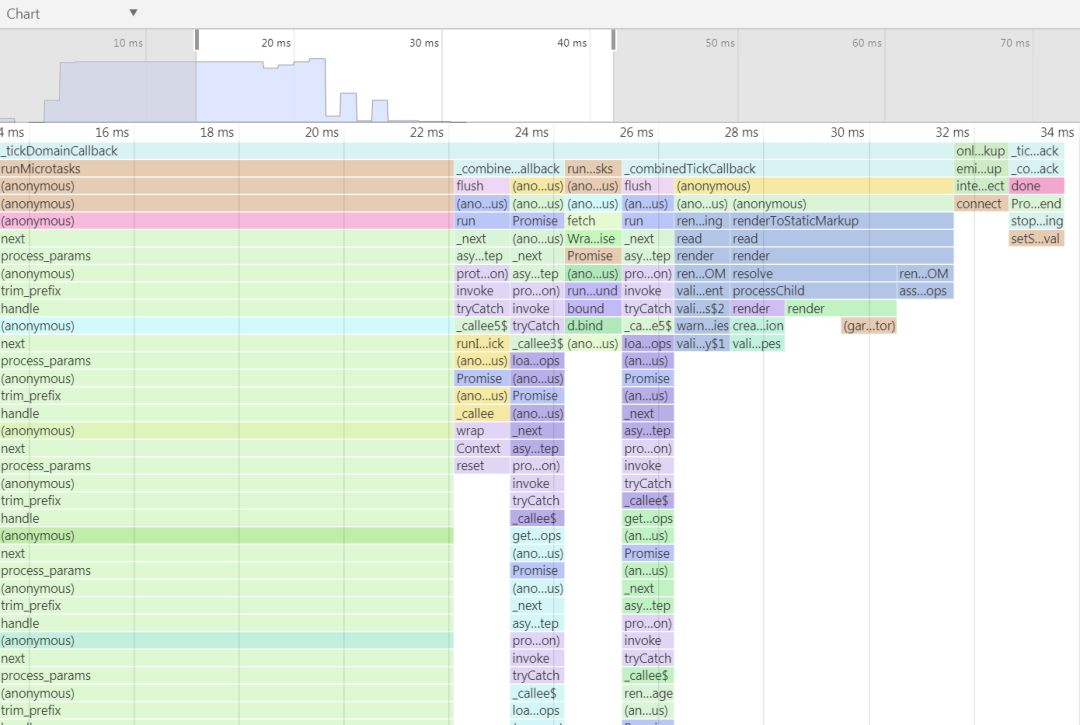 Chart ▼
10 ms 20 ms 30 ms 40 ms 50 ms 60 ms 70 ms
4 ms 16 ms 18 ms 20 ms 22 ms 24 ms 26 ms 28 ms 30 ms 32 ms 34 ms
_tickDomainCallback onl...kup _tic...ack
runMicrotasks _combine...allback run...sks _combinedTickCallback emi...up _co...ack
(anonymous) flush (ano...us) (ano...us) flush (anonymous) inte...ect done
(anonymous) (ano...us) (ano...us) (ano...us) (an...us) (ano...us) (anonymous) connect Pro...end
(anonymous) run Promise fetch run ren...ing renderToStaticMarkup stop...ing
next _next (ano...us) Wra...ise _next read read setS...val
process_params asy...tep _next Promise asy...tep render render
(anonymous) prot...on) asy...tep (ano...us) pro...on) ren...OM resolve ren...OM
trim_prefix invoke pro...on) run...und invoke vali...ent processChild ass...ops
handle tryCatch invoke bound tryCatch vali...s$2 render render
(anonymous) _callee5$ tryCatch d.bind _ca...e5$ warn...ies crea...ion (gar...tor)
next runI...ick _callee3$ (ano...us) loa...ops vali...y$1 vali...pes
process_params (ano...us) loa...ops (an...us)
(anonymous) Promise (ano...us) Promise
trim_prefix (ano...us) Promise (an...us)
handle _callee (ano...us) _next
(anonymous) wrap _next asy...tep
next Context asy...tep pro...on)
process_params reset pro...on) invoke
(anonymous) invoke tryCatch
trim_prefix tryCatch _callee$
handle _callee$ get...ops
(anonymous) get...ops (an...us)
next (ano...us) Promise
process_params Promise (an...us)
(anonymous) (ano...us) _next
trim_prefix _next asy...tep
handle asy...tep pro...on)
(anonymous) pro...on) invoke
next invoke tryCatch
process_params tryCatch _callee$
(anonymous) _callee$ ren...age
trim_prefix loa...ops (an...us)